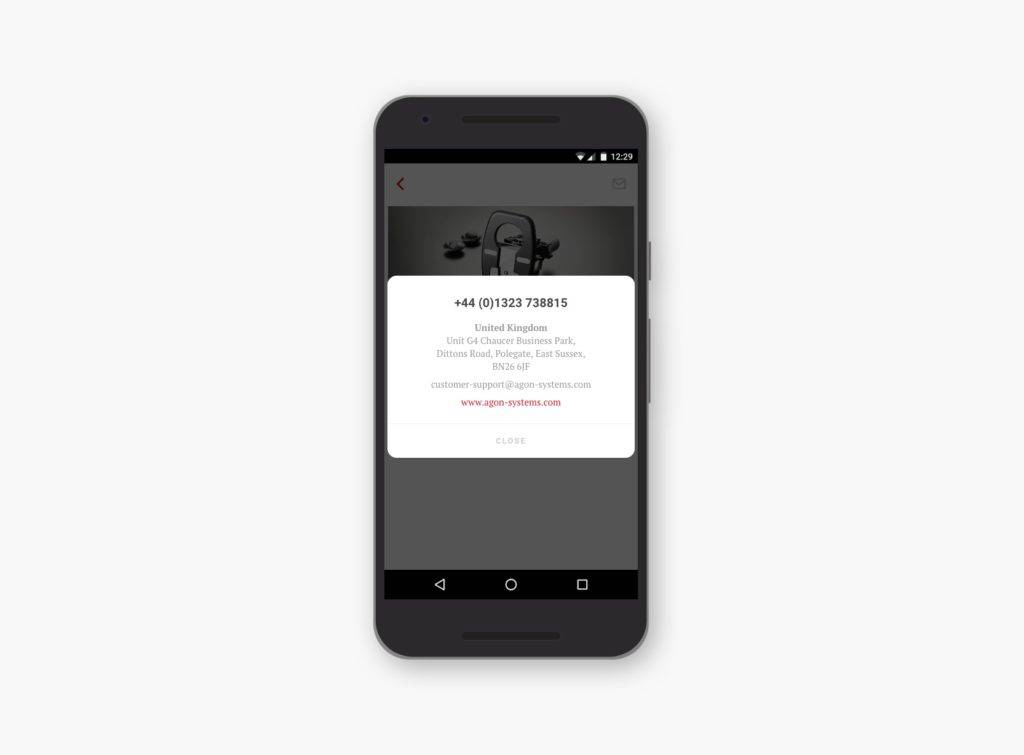 12:29
+44 (0)1323 738815
United Kingdom
Unit G4 Chaucer Business Park,
Dittons Road, Polegate, East Sussex,
BN26 6JF
customer-support@agon-systems.com
www.agon-systems.com
CLOSE